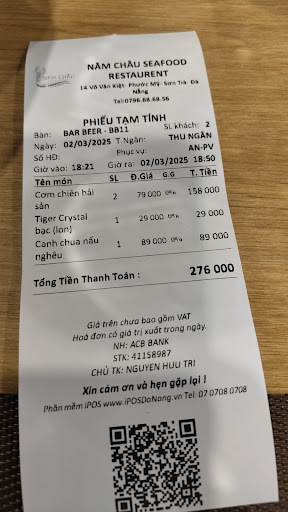 NĂM CHÂU SEAFOOD
RESTAURENT
14 Võ Văn Kiệt- Phước Mỹ- Sơn Trà- Đà
Nẵng
Tel:0796.68.68.56
PHIẾU TẠM TÍNH
Bàn: BAR BEER - BB11 SL khách: 2
Ngày: 02/03/2025 T.Ngân: THU NGÂN
Số HĐ: Phục vụ: AN-PV
Giờ vào: 18:21 Giờ ra: 02/03/2025 18:50
Tên món SL Đ.Giá G.G T. Tiền
Cơm chiên hải 2 79 000 0% 158 000
sản
Tiger Crystal 1 29 000 0% 29 000
bạc (lon)
Canh chua nấu 1 89 000 0% 89 000
nghêu
Tổng Tiền Thanh Toán : 276 000
Giá trên chưa bao gồm VAT
Hoá đơn có giá trị xuất trong ngày.
NH: ACB BANK
STK: 41158987
CHỦ TK: NGUYEN HUU TRI
Xin cám ơn và hẹn gặp lại !
Phần mềm iPOS www.iPOSDaNang.vn Tel: 07 0708 0708